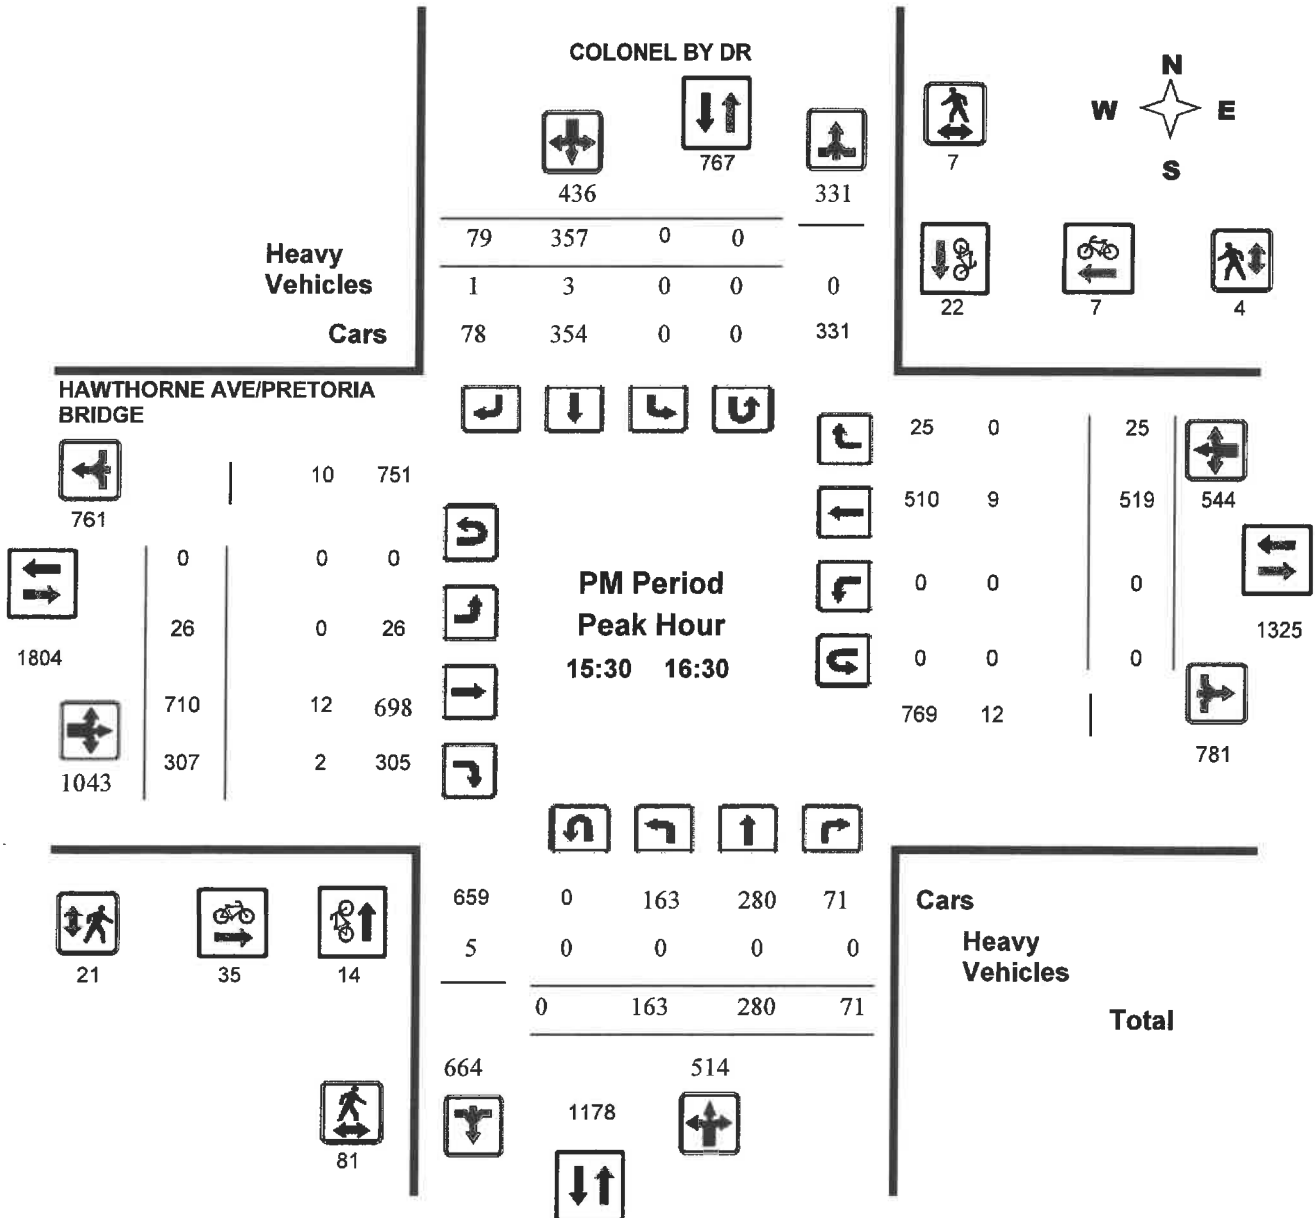 COLONEL BY DR
N
W E
S
767
7
436
331
79 357 0 0
Heavy
Vehicles
1 3 0 0 0
22 7 4
Cars
78 354 0 0 331
HAWTHORNE AVE/PRETORIA
BRIDGE
25 0 25
10 751
761
510 9 519 544
0 0 0
PM Period
Peak Hour
15:30 16:30
0 0 0
26 0 26
1325
1804
0 0 0
710 12 698
769 12
307 2 305
1043
781
659 0 163 280 71
Cars
5 0 0 0 0
Heavy
Vehicles
21 35 14
0 163 280 71
Total
664 514
1178
81